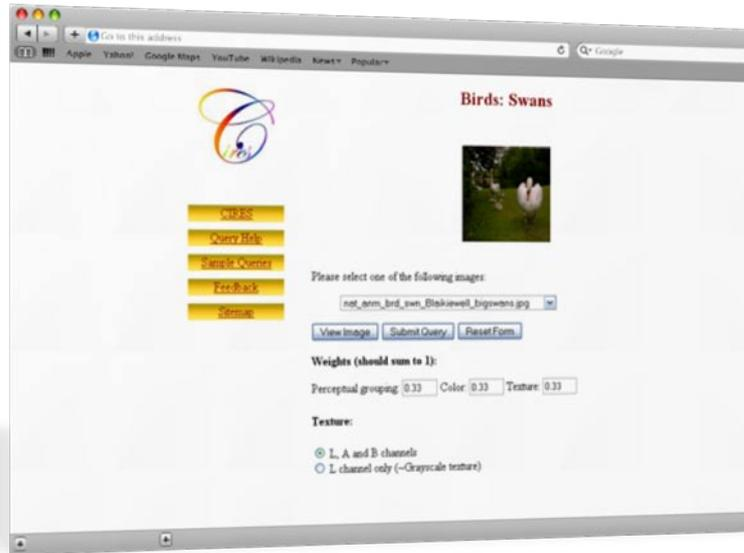 Go to this address
Google
Apple Yahoo! Google Maps YouTube Wikipedia News Popular
Cires
Birds: Swans
CIRES
Query Help
Sample Queries
Feedback
Sitemap
Please select one of the following images:
nat_anm_brd_swn_Blaikiewell_bigswans.jpg
View Image Submit Query Reset Form
Weights (should sum to 1):
Perceptual grouping: 0.33 Color: 0.33 Texture: 0.33
Texture:
L, A and B channels
L channel only (~Grayscale texture)